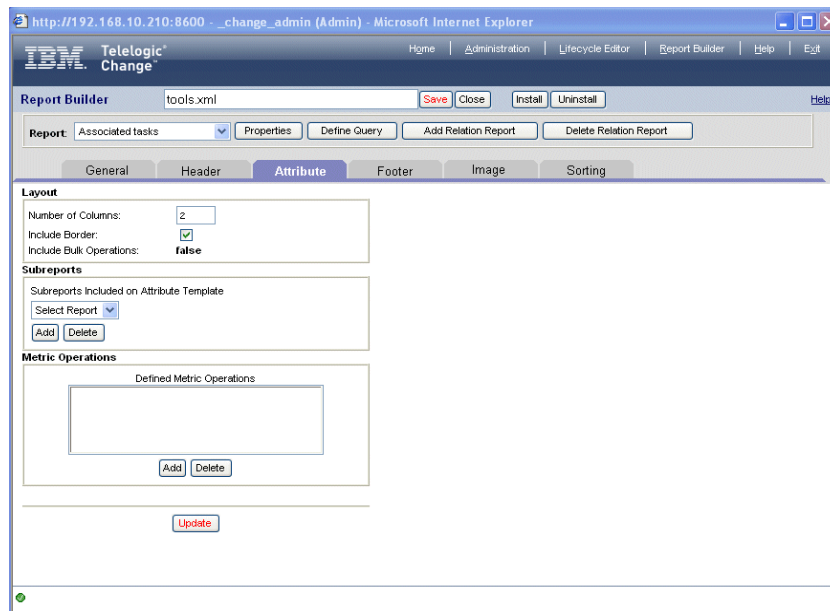 http://192.168.10.210:8600 - _change_admin (Admin) - Microsoft Internet Explorer
IBM. Telelogic® Change™ Home | Administration | Lifecycle Editor | Report Builder | Help | Exit
Report Builder tools.xml Save Close Install Uninstall Help
Report: Associated tasks Properties Define Query Add Relation Report Delete Relation Report
General Header Attribute Footer Image Sorting
Layout
Number of Columns: 2
Include Border:
Include Bulk Operations: false
Subreports
Subreports Included on Attribute Template
Select Report
Add Delete
Metric Operations
Defined Metric Operations
Add Delete
Update